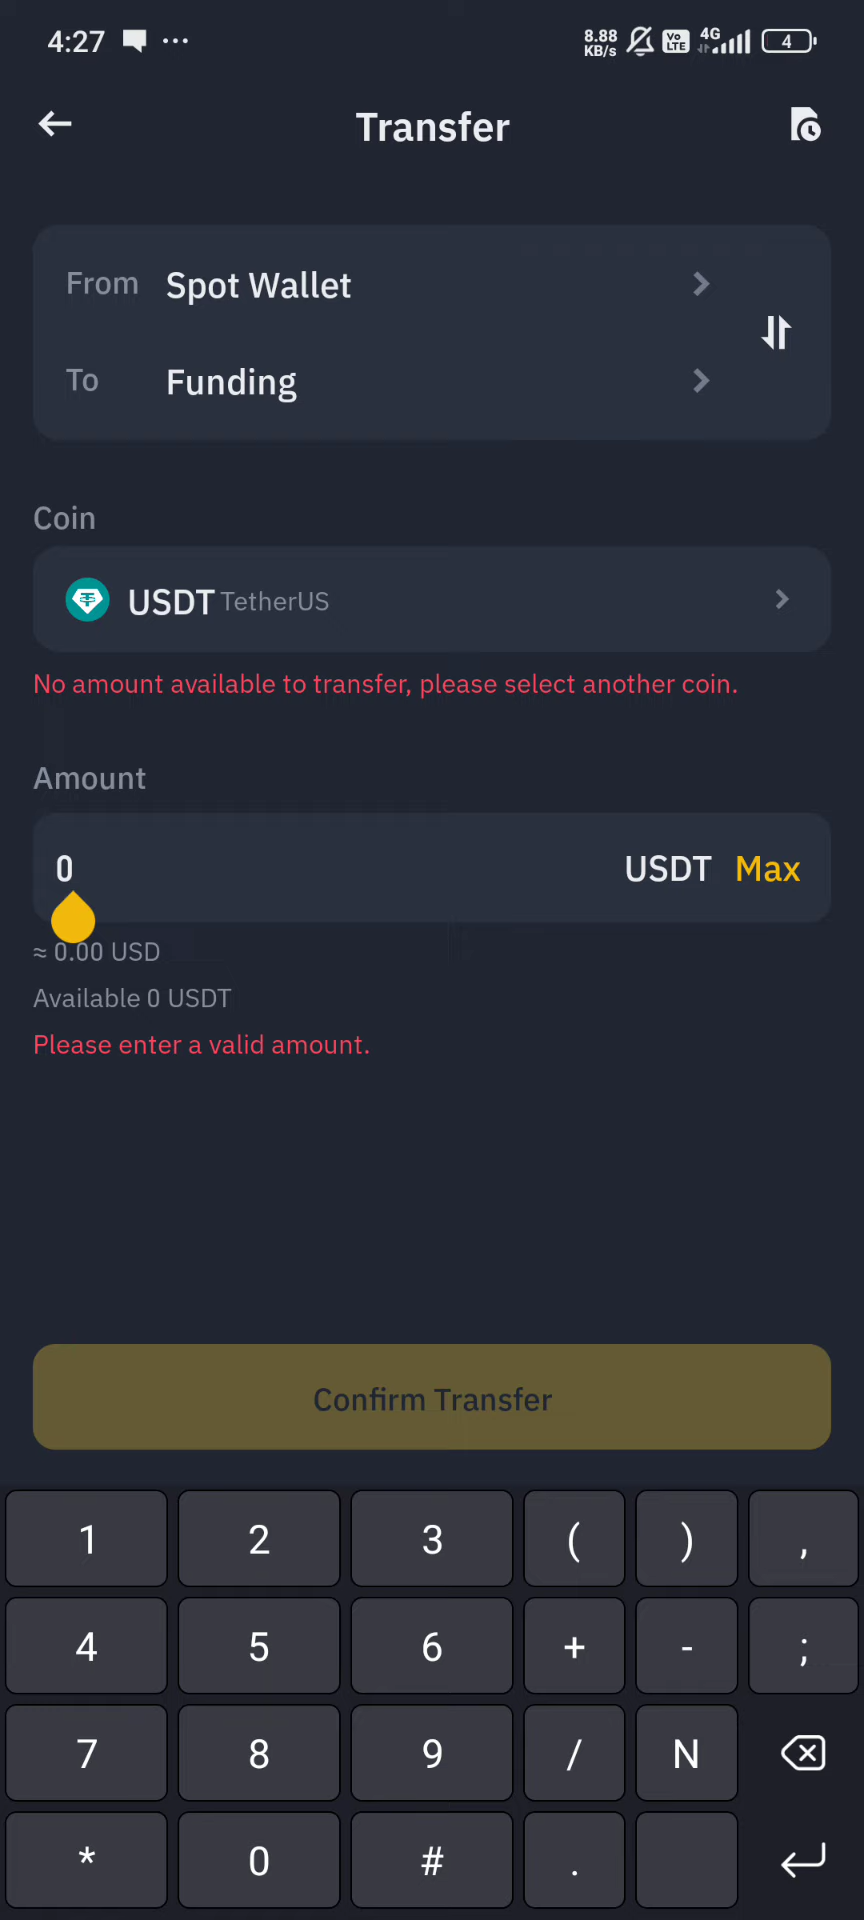 4:27 ... 8.88 KB/s Vo LTE 4G 4
Transfer
From Spot Wallet
To Funding
Coin
USDT TetherUS
No amount available to transfer, please select another coin.
Amount
0 USDT Max
≈ 0.00 USD
Available 0 USDT
Please enter a valid amount.
Confirm Transfer
1 2 3 ( ) ,
4 5 6 + - ;
7 8 9 / N
* 0 # .